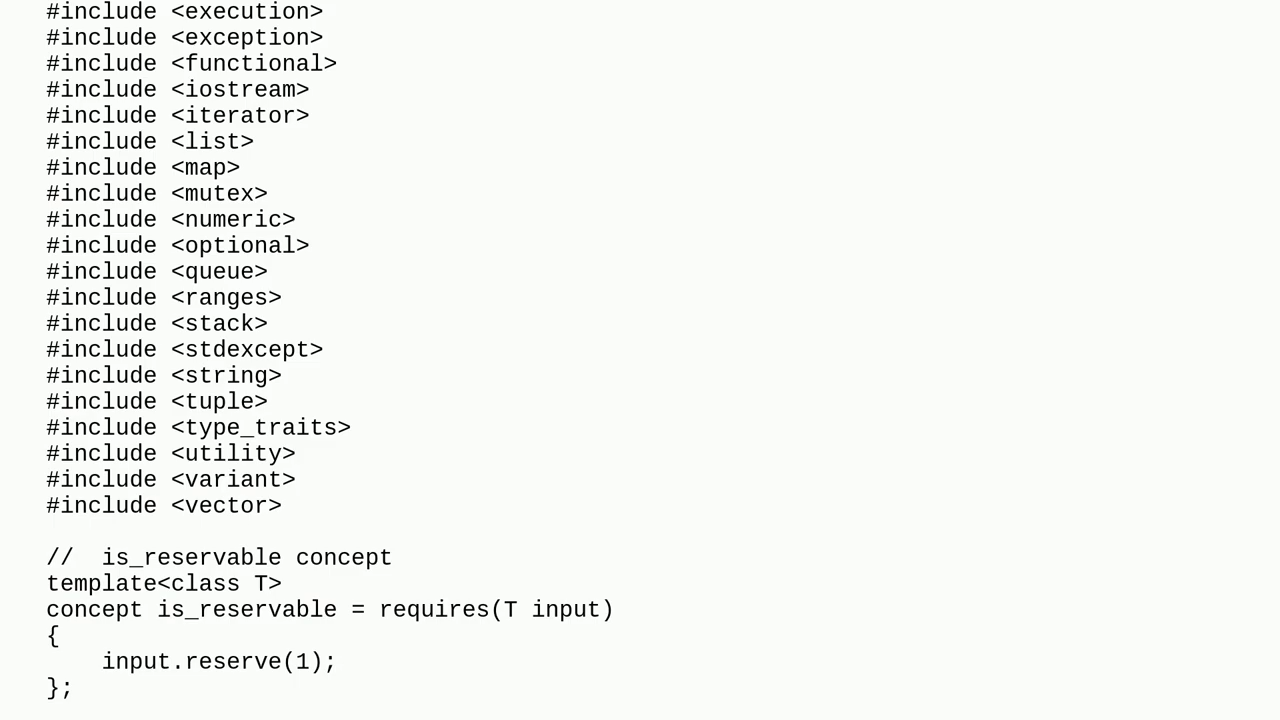 #include <execution>
#include <exception>
#include <functional>
#include <iostream>
#include <iterator>
#include <list>
#include <map>
#include <mutex>
#include <numeric>
#include <optional>
#include <queue>
#include <ranges>
#include <stack>
#include <stdexcept>
#include <string>
#include <tuple>
#include <type_traits>
#include <utility>
#include <variant>
#include <vector>

//  is_reservable concept
template<class T>
concept is_reservable = requires(T input)
{
    input.reserve(1);
};